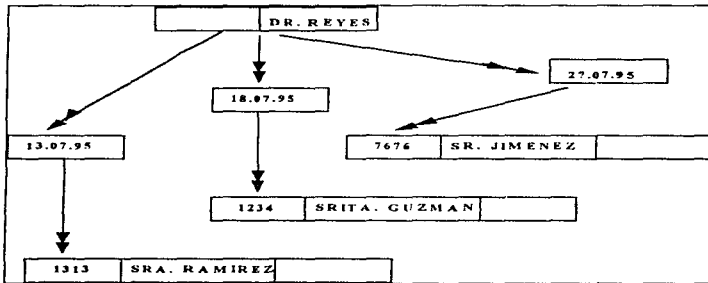 DR. REYES
27.07.95
18.07.95
13.07.95
7676 SR. JIMENEZ
1234 SRITA. GUZMAN
1313 SRA. RAMIREZ